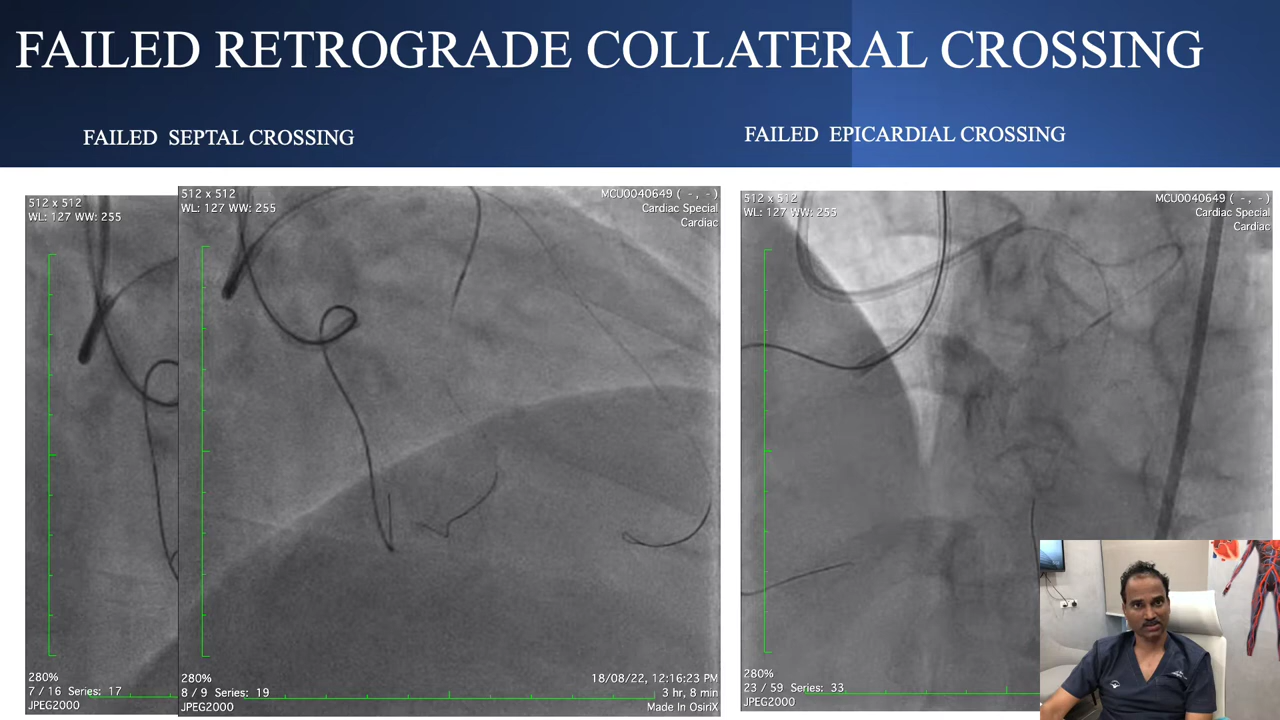 FAILED RETROGRADE COLLATERAL CROSSING
FAILED  SEPTAL CROSSING
FAILED  EPICARDIAL CROSSING
512 x 512
WL: 127 WW: 255
280%
7 / 16  Series:  17
JPEG2000
512 x 512
WL: 127 WW: 255
MCU0040649 ( - , - )
Cardiac Special
Cardiac
280%
8 / 9  Series:  19
JPEG2000
18/08/22, 12:16:23 PM
3 hr, 8 min
Made In OsiriX
512 x 512
WL: 127 WW: 255
MCU0040649 ( - , - )
Cardiac Special
Cardiac
280%
23 / 59  Series:  33
JPEG2000